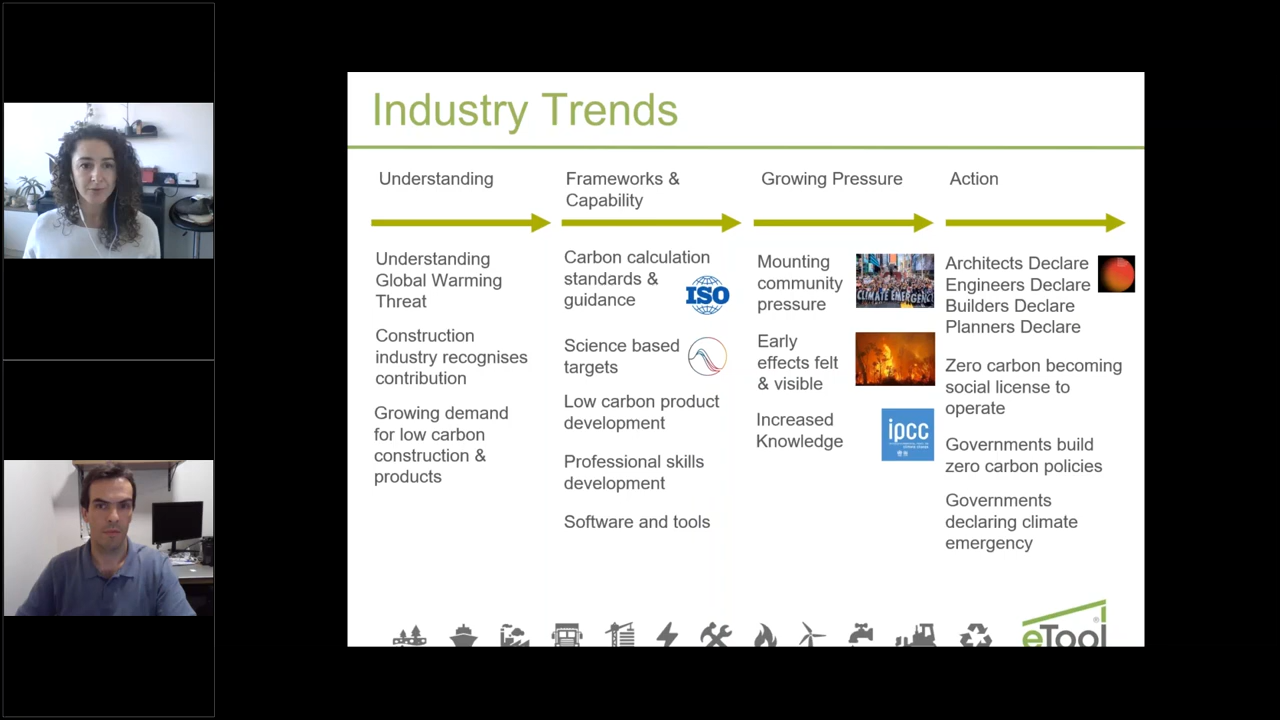 Industry Trends
Understanding
Understanding
Global Warming
Threat
Construction
industry recognises
contribution
Growing demand
for low carbon
construction &
products
Frameworks &
Capability
Carbon calculation
standards &
guidance
ISO
Science based
targets
Low carbon product
development
Professional skills
development
Software and tools
Growing Pressure
Mounting
community
pressure
CLIMATE EMERGENCY
Early
effects felt
& visible
Increased
Knowledge
ipcc
Action
Architects Declare
Engineers Declare
Builders Declare
Planners Declare
Zero carbon becoming
social license to
operate
Governments build
zero carbon policies
Governments
declaring climate
emergency
eTool®